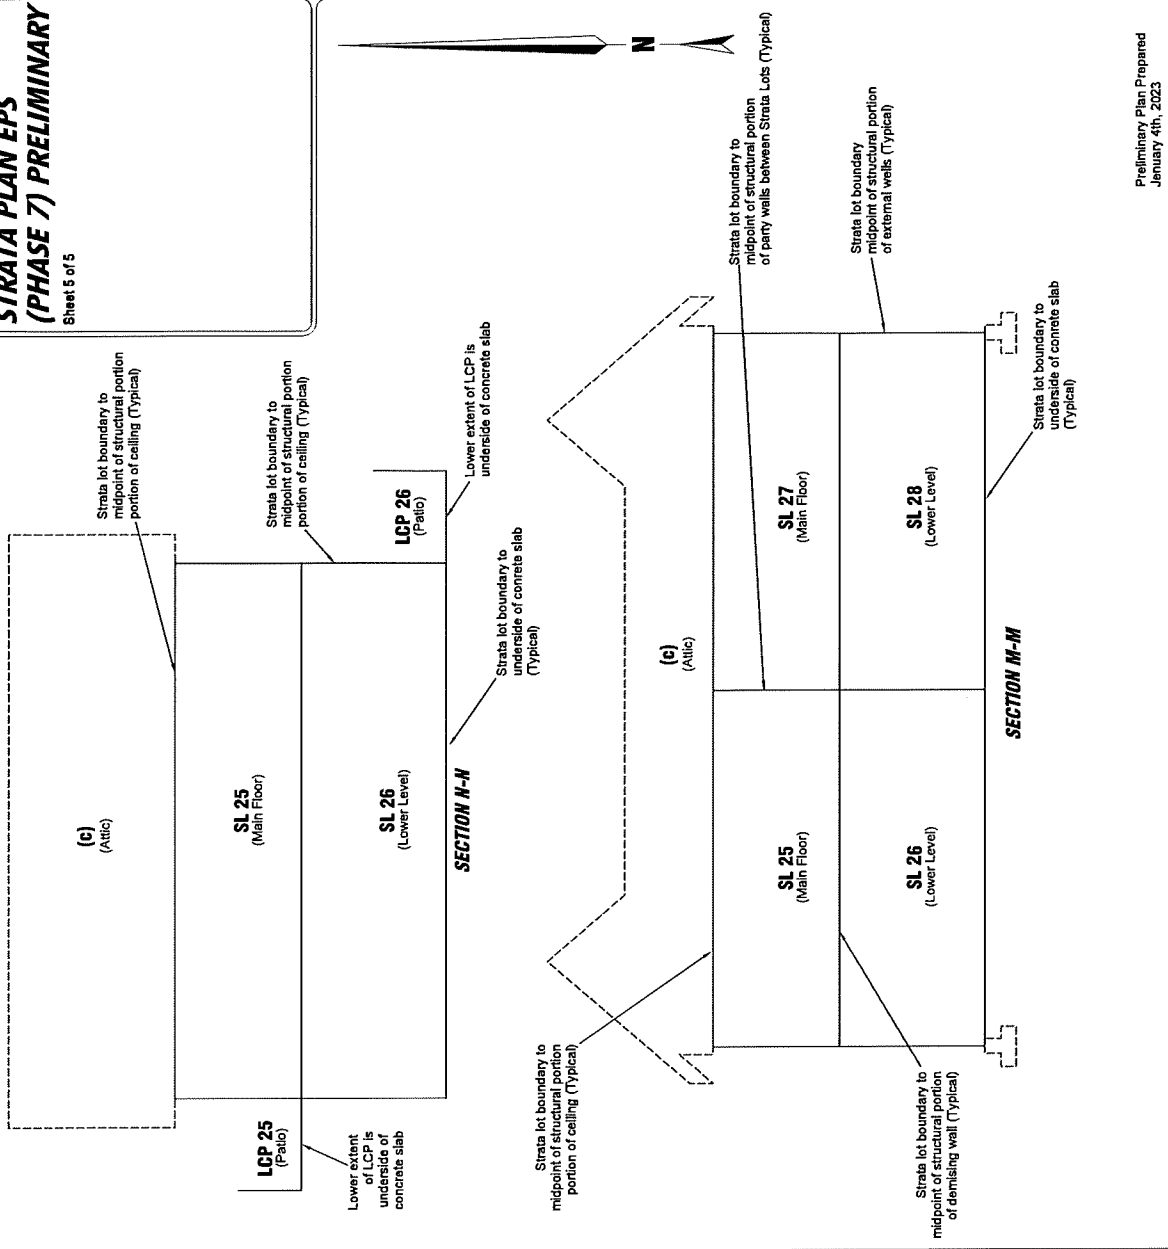 STRATA PLAN EPS
(PHASE 7) PRELIMINARY
Sheet 5 of 5
N
(c)
(Attic)
Strata lot boundary to
midpoint of structural portion
portion of ceiling (Typical)
SL 25
(Main Floor)
Strata lot boundary to
midpoint of structural portion
portion of ceiling (Typical)
LCP 25
(Patio)
SL 26
(Lower Level)
LCP 26
(Patio)
Lower extent
of LCP is
underside of
concrete slab
Lower extent of LCP is
underside of concrete slab
Strata lot boundary to
underside of conrete slab
(Typical)
SECTION N-N
Strata lot boundary to
midpoint of structural portion
portion of ceiling (Typical)
(c)
(Attic)
Strata lot boundary to
midpoint of structural portion
of party walls between Strata Lots (Typical)
SL 25
(Main Floor)
SL 27
(Main Floor)
Strata lot boundary
midpoint of structural portion
of external walls (Typical)
SL 26
(Lower Level)
SL 28
(Lower Level)
Strata lot boundary to
midpoint of structural portion
of demising wall (Typical)
Strata lot boundary to
underside of conrete slab
(Typical)
SECTION M-M
Preliminary Plan Prepared
January 4th, 2023